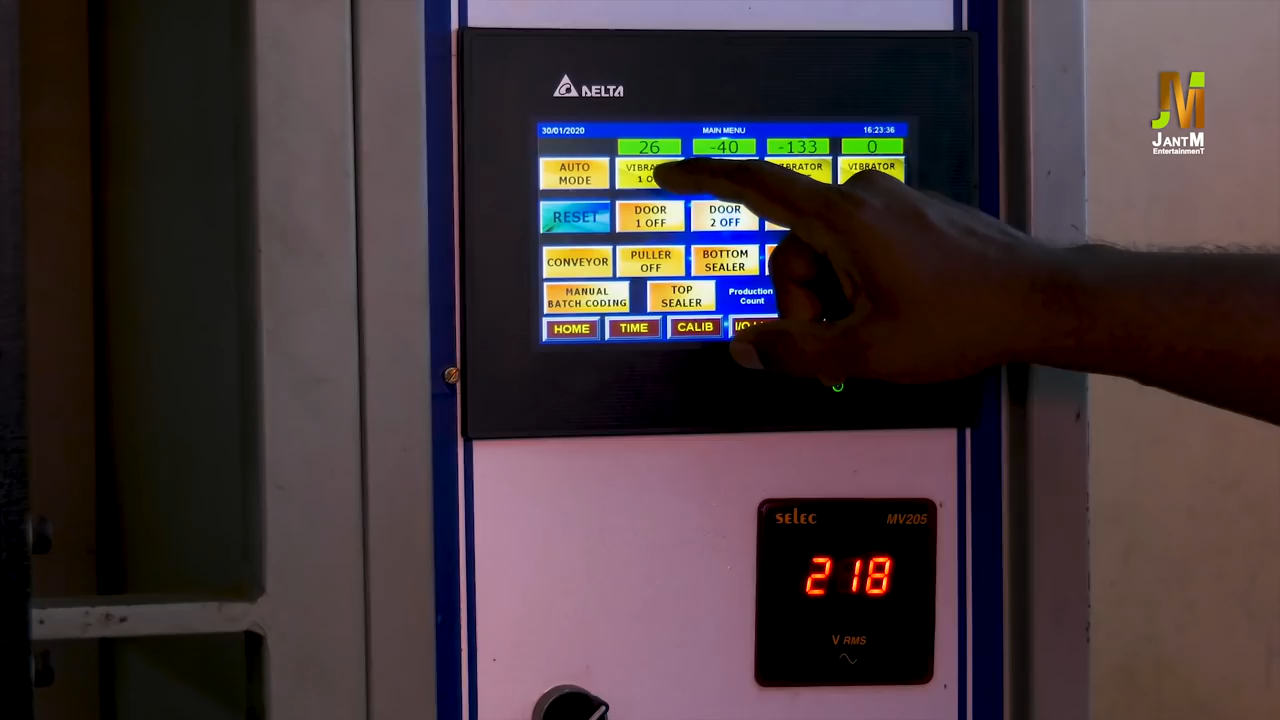 DELTA
30/01/2020 MAIN MENU 16:23:36
26 -40 -133 0
AUTO
MODE
VIBRATOR
VIBRATOR
RESET
DOOR
1 OFF
DOOR
2 OFF
CONVEYOR
PULLER
OFF
BOTTOM
SEALER
MANUAL
BATCH CODING
TOP
SEALER
Production
Count
HOME TIME CALIB
selec MV205
218
V RMS
JM
JANTM
EntertainmenT